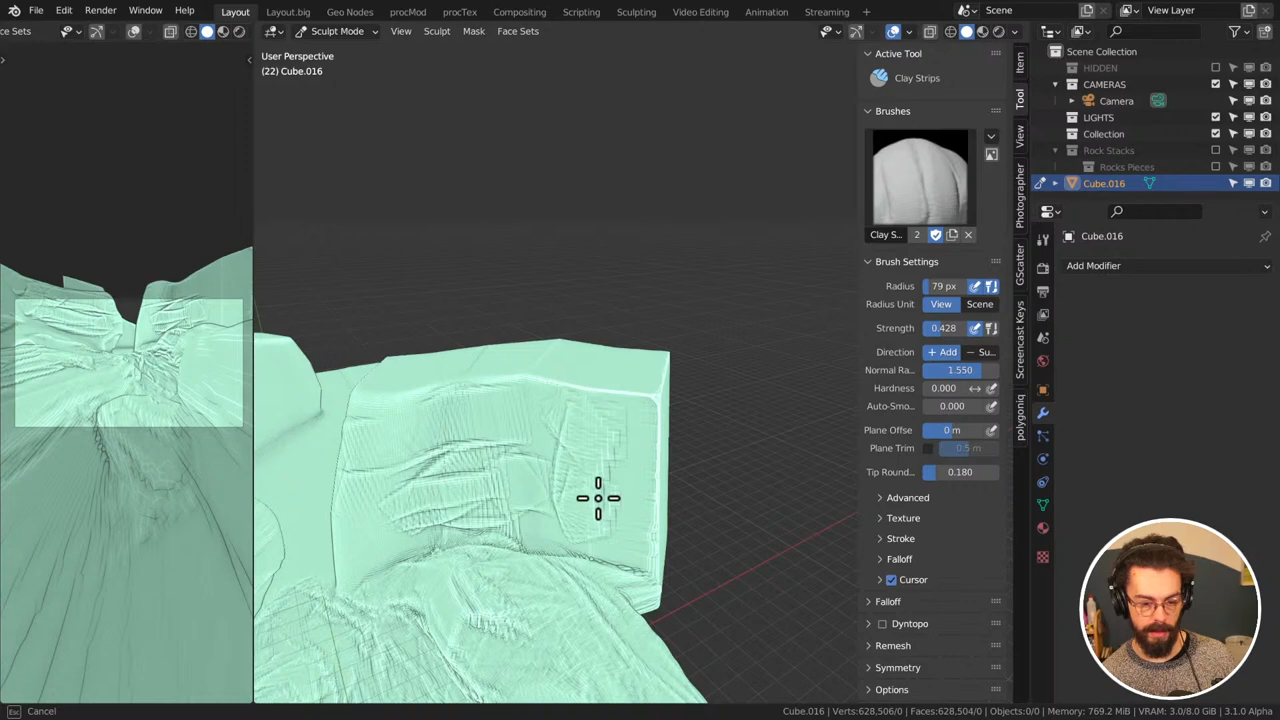 File Edit Render Window Help Layout Layout.big Geo Nodes procMod procTex Compositing Scripting Sculpting Video Editing Animation Streaming + Scene View Layer
ce Sets Sculpt Mode View Sculpt Mask Face Sets
User Perspective
(22) Cube.016
Active Tool
Clay Strips
Brushes
Clay S... 2
Brush Settings
Radius 79 px
Radius Unit View Scene
Strength 0.428
Direction + Add — Su...
Normal Ra... 1.550
Hardness 0.000
Auto-Smo... 0.000
Plane Offse 0 m
Plane Trim 0.5 m
Tip Round... 0.180
Advanced
Texture
Stroke
Falloff
Cursor
Falloff
Dyntopo
Remesh
Symmetry
Options
Item
Tool
View
Photographer
GScatter
Screencast Keys
polygoniq
Scene Collection
HIDDEN
CAMERAS
Camera
LIGHTS
Collection
Rock Stacks
Rocks Pieces
Cube.016
Cube.016
Add Modifier
Esc Cancel
Cube.016 | Verts:628,506/0 | Faces:628,504/0 | Objects:0/0 | Memory: 769.2 MiB | VRAM: 3.0/8.0 GiB | 3.1.0 Alpha